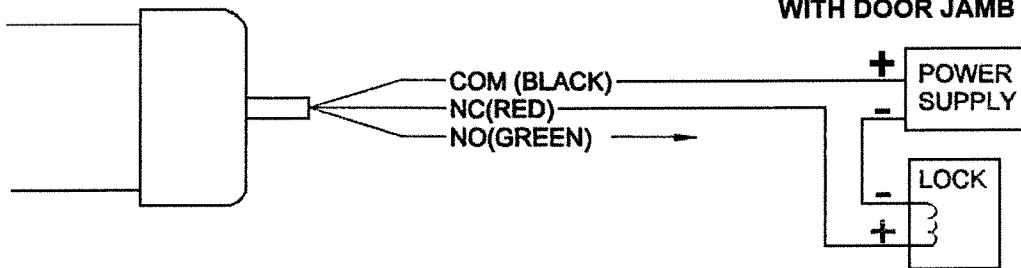 WITH DOOR JAMB
COM (BLACK)
NC(RED)
NO(GREEN)
+
POWER
SUPPLY
-
LOCK
-
+